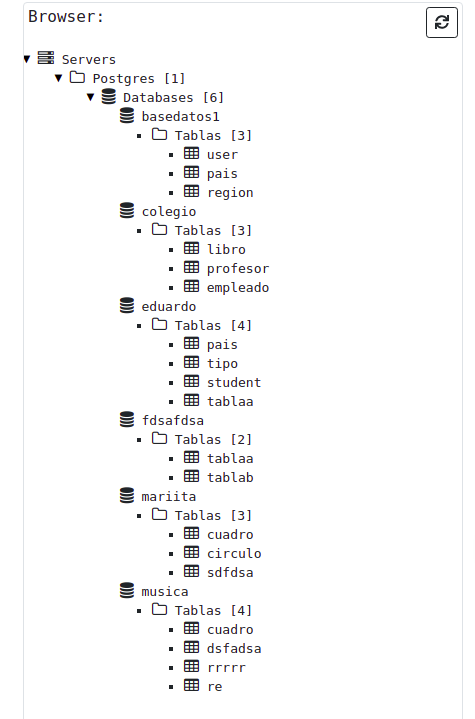 Browser:
Servers
Postgres [1]
Databases [6]
basedatos1
Tablas [3]
user
pais
region
colegio
Tablas [3]
libro
profesor
empleado
eduardo
Tablas [4]
pais
tipo
student
tablaa
fdsafdsa
Tablas [2]
tablaa
tablab
mariita
Tablas [3]
cuadro
circulo
sdfdsa
musica
Tablas [4]
cuadro
dsfadsa
rrrrr
re